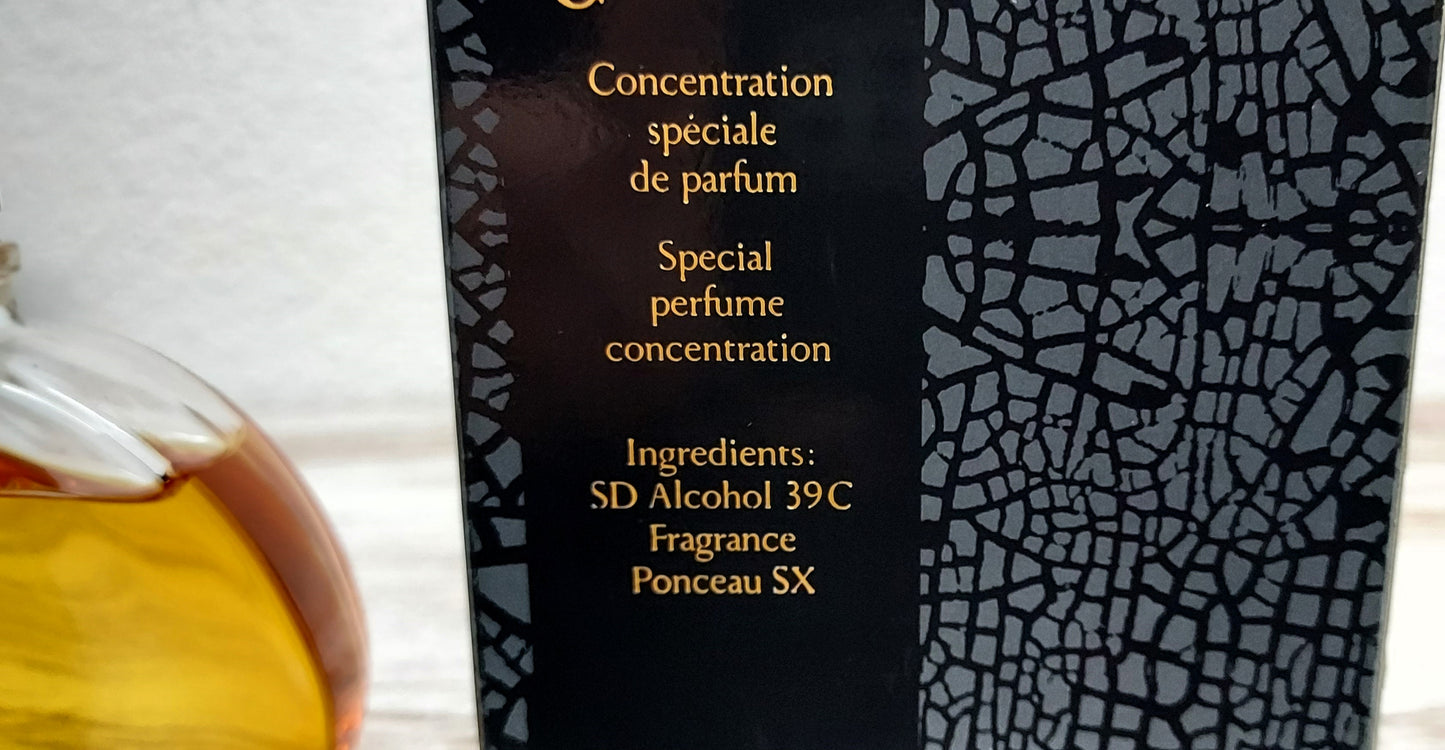 Concentration
spéciale
de parfum
Special
perfume
concentration
Ingredients:
SD Alcohol 39C
Fragrance
Ponceau SX